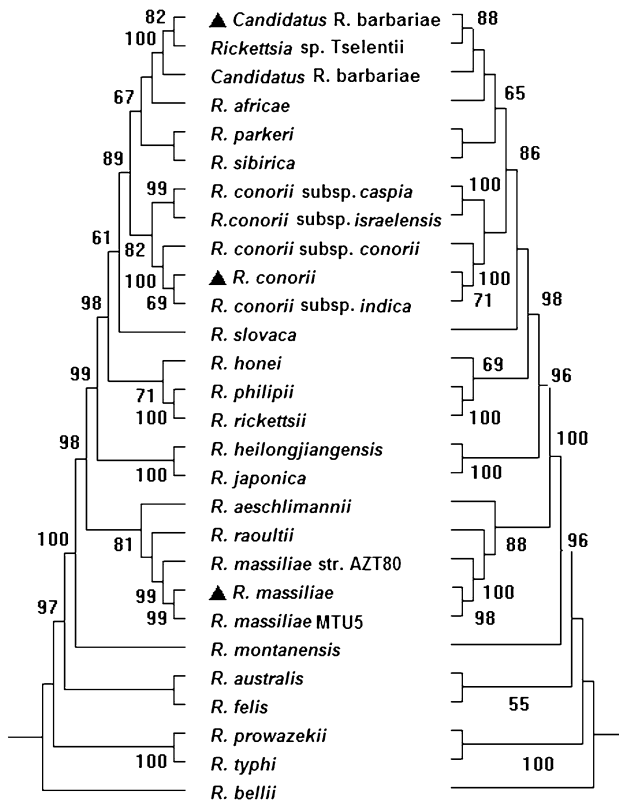 82 ▲ Candidatus R. barbariae 88
100 Rickettsia sp. Tselentii
Candidatus R. barbariae
67 R. africae 65
R. parkeri
89 R. sibirica 86
99 R. conorii subsp. caspia 100
R.conorii subsp. israelensis
61 82 R. conorii subsp. conorii
100 ▲ R. conorii 100
98 69 R. conorii subsp. indica 71 98
R. slovaca
R. honei 69
99 71 R. philipii 96
100 R. rickettsii 100
98 R. heilongjiangensis 100
100 R. japonica 100
R. aeschlimannii
100 81 R. raoultii 88 96
R. massiliae str. AZT80
99 ▲ R. massiliae 100
97 99 R. massiliae MTU5 98
R. montanensis
R. australis
R. felis 55
R. prowazekii
100 R. typhi 100
R. bellii